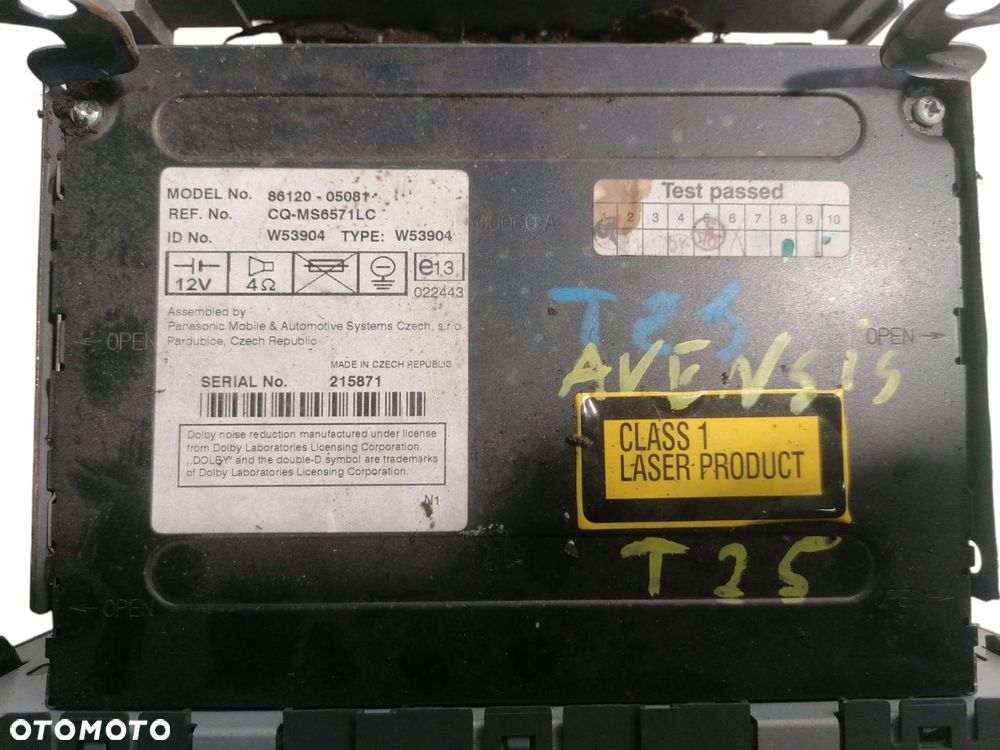 MODEL No. 86120 - 05081
REF. No. CQ-MS6571LC
ID No. W53904 TYPE: W53904
12V 4Ω e13
022443
Assembled by
Panasonic Mobile & Automotive Systems Czech, s.r.o
Pardubice, Czech Republic
MADE IN CZECH REPUBLIC
SERIAL No. 215871
Dolby noise reduction manufactured under license
from Dolby Laboratories Licensing Corporation.
„DOLBY" and the double-D symbol are trademarks
of Dolby Laboratories Licensing Corporation.
N1
Test passed
1 2 3 4 5 6 7 8 9 10
← OPEN
OPEN →
T25
AVENSIS
CLASS 1
LASER PRODUCT
T25
← OPEN
OPEN →
OTOMOTO